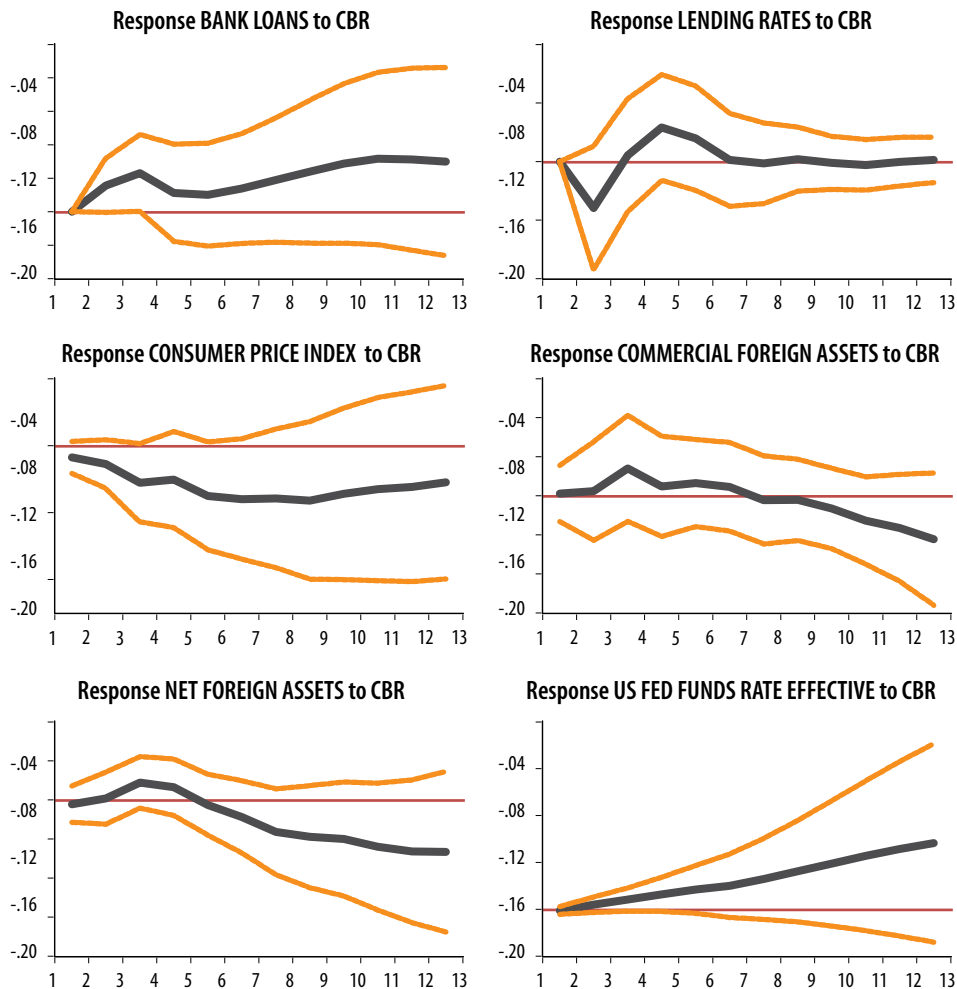 Response BANK LOANS to CBR
-.04
-.08
-.12
-.16
-.20
1 2 3 4 5 6 7 8 9 10 11 12 13
Response LENDING RATES to CBR
-.04
-.08
-.12
-.16
-.20
1 2 3 4 5 6 7 8 9 10 11 12 13
Response CONSUMER PRICE INDEX to CBR
-.04
-.08
-.12
-.16
-.20
1 2 3 4 5 6 7 8 9 10 11 12 13
Response COMMERCIAL FOREIGN ASSETS to CBR
-.04
-.08
-.12
-.16
-.20
1 2 3 4 5 6 7 8 9 10 11 12 13
Response NET FOREIGN ASSETS to CBR
-.04
-.08
-.12
-.16
-.20
1 2 3 4 5 6 7 8 9 10 11 12 13
Response US FED FUNDS RATE EFFECTIVE to CBR
-.04
-.08
-.12
-.16
-.20
1 2 3 4 5 6 7 8 9 10 11 12 13